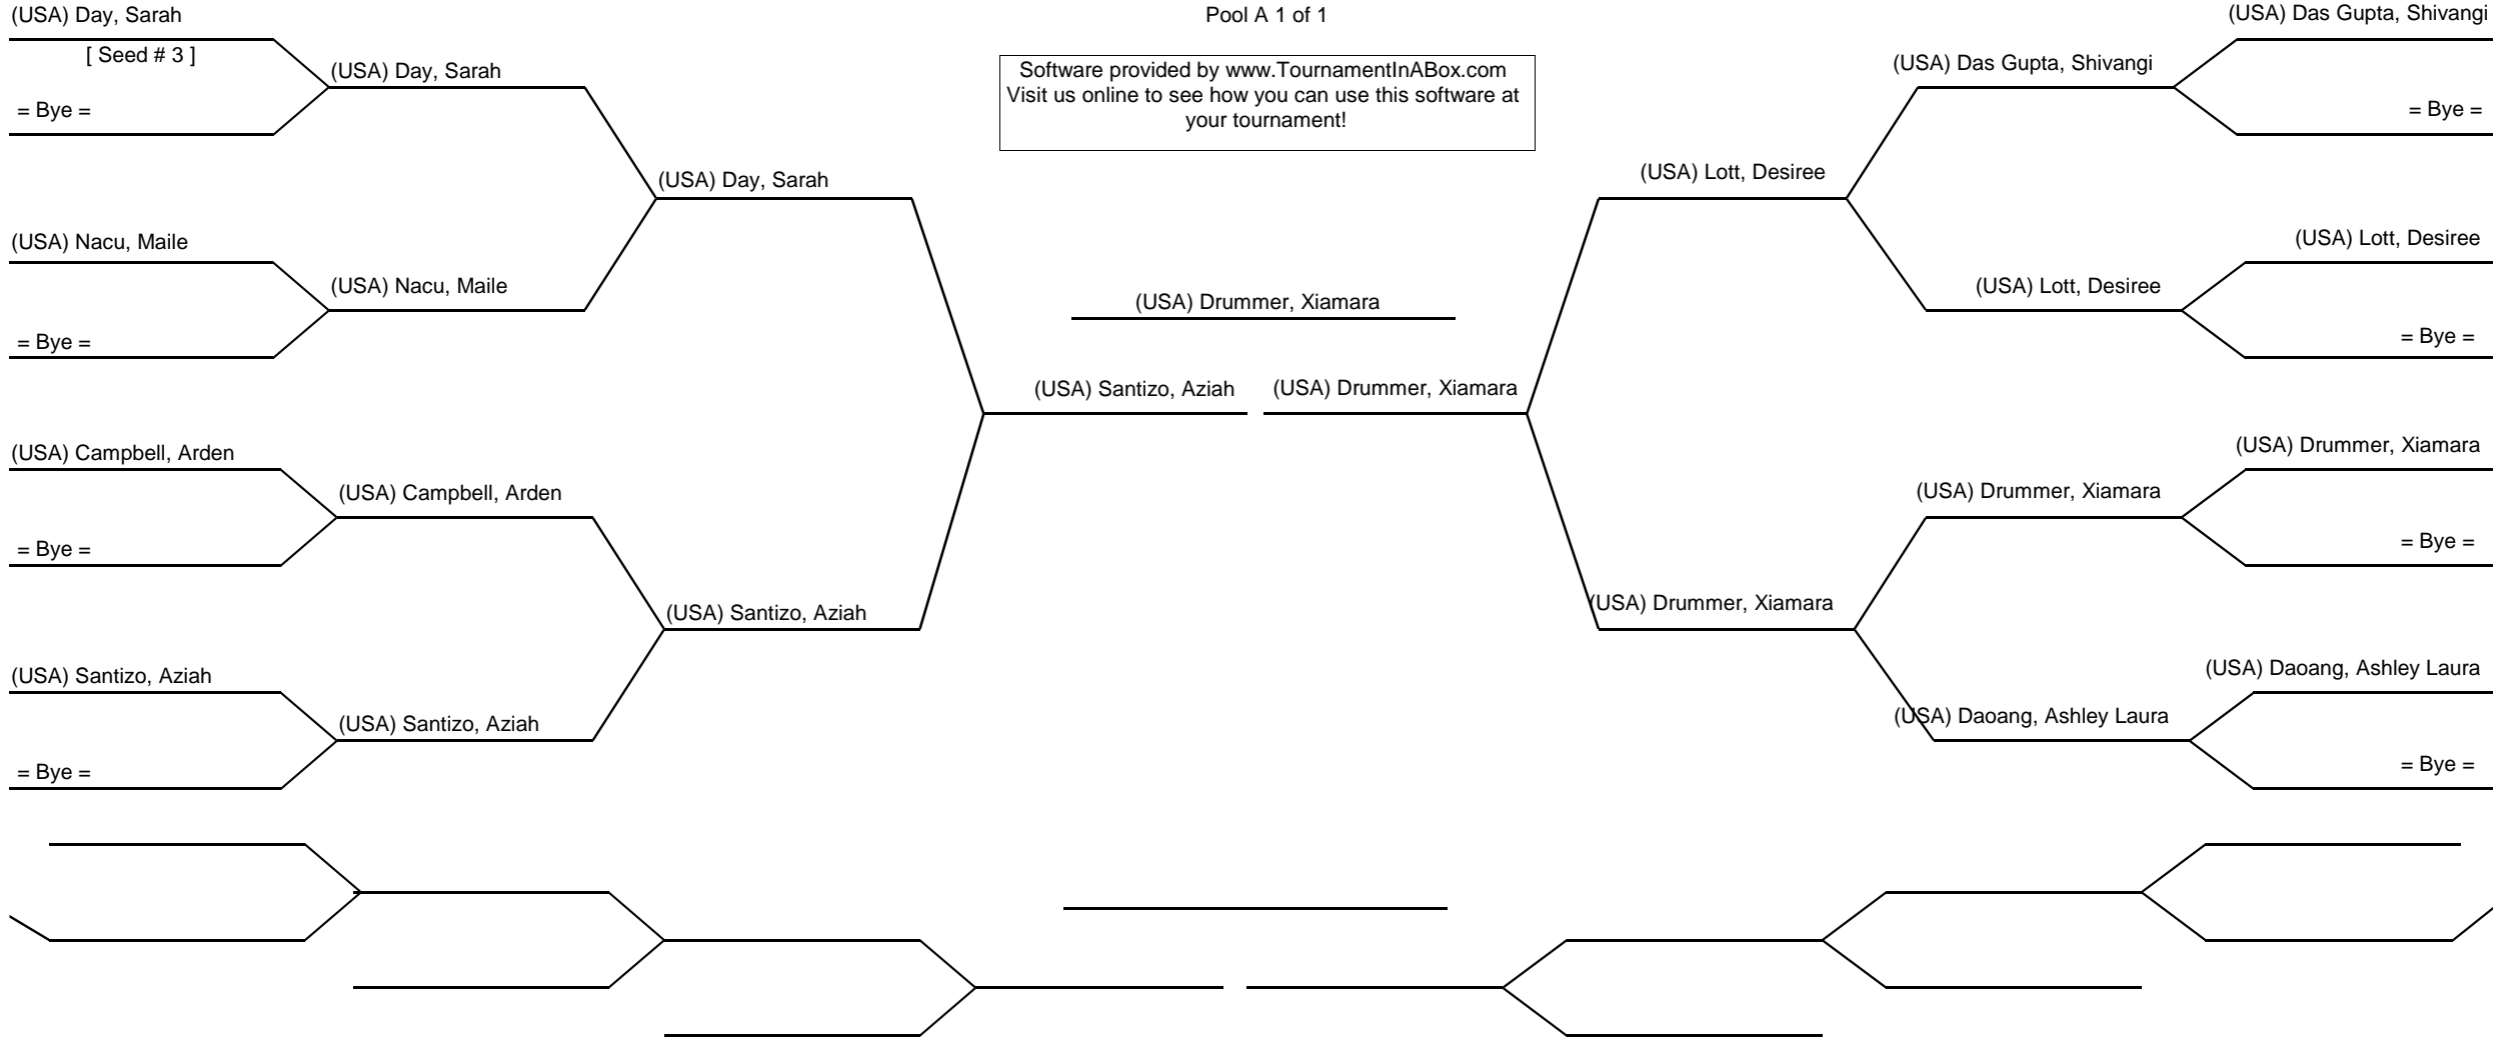 (USA) Day, Sarah
Pool A 1 of 1
(USA) Das Gupta, Shivangi
[ Seed # 3 ]
(USA) Day, Sarah
Software provided by www.TournamentInABox.com
Visit us online to see how you can use this software at
your tournament!
(USA) Das Gupta, Shivangi
= Bye =
= Bye =
(USA) Day, Sarah
(USA) Lott, Desiree
(USA) Nacu, Maile
(USA) Lott, Desiree
(USA) Nacu, Maile
(USA) Drummer, Xiamara
(USA) Lott, Desiree
= Bye =
= Bye =
(USA) Santizo, Aziah
(USA) Drummer, Xiamara
(USA) Campbell, Arden
(USA) Drummer, Xiamara
(USA) Campbell, Arden
(USA) Drummer, Xiamara
= Bye =
= Bye =
(USA) Santizo, Aziah
(USA) Drummer, Xiamara
(USA) Santizo, Aziah
(USA) Daoang, Ashley Laura
(USA) Santizo, Aziah
(USA) Daoang, Ashley Laura
= Bye =
= Bye =